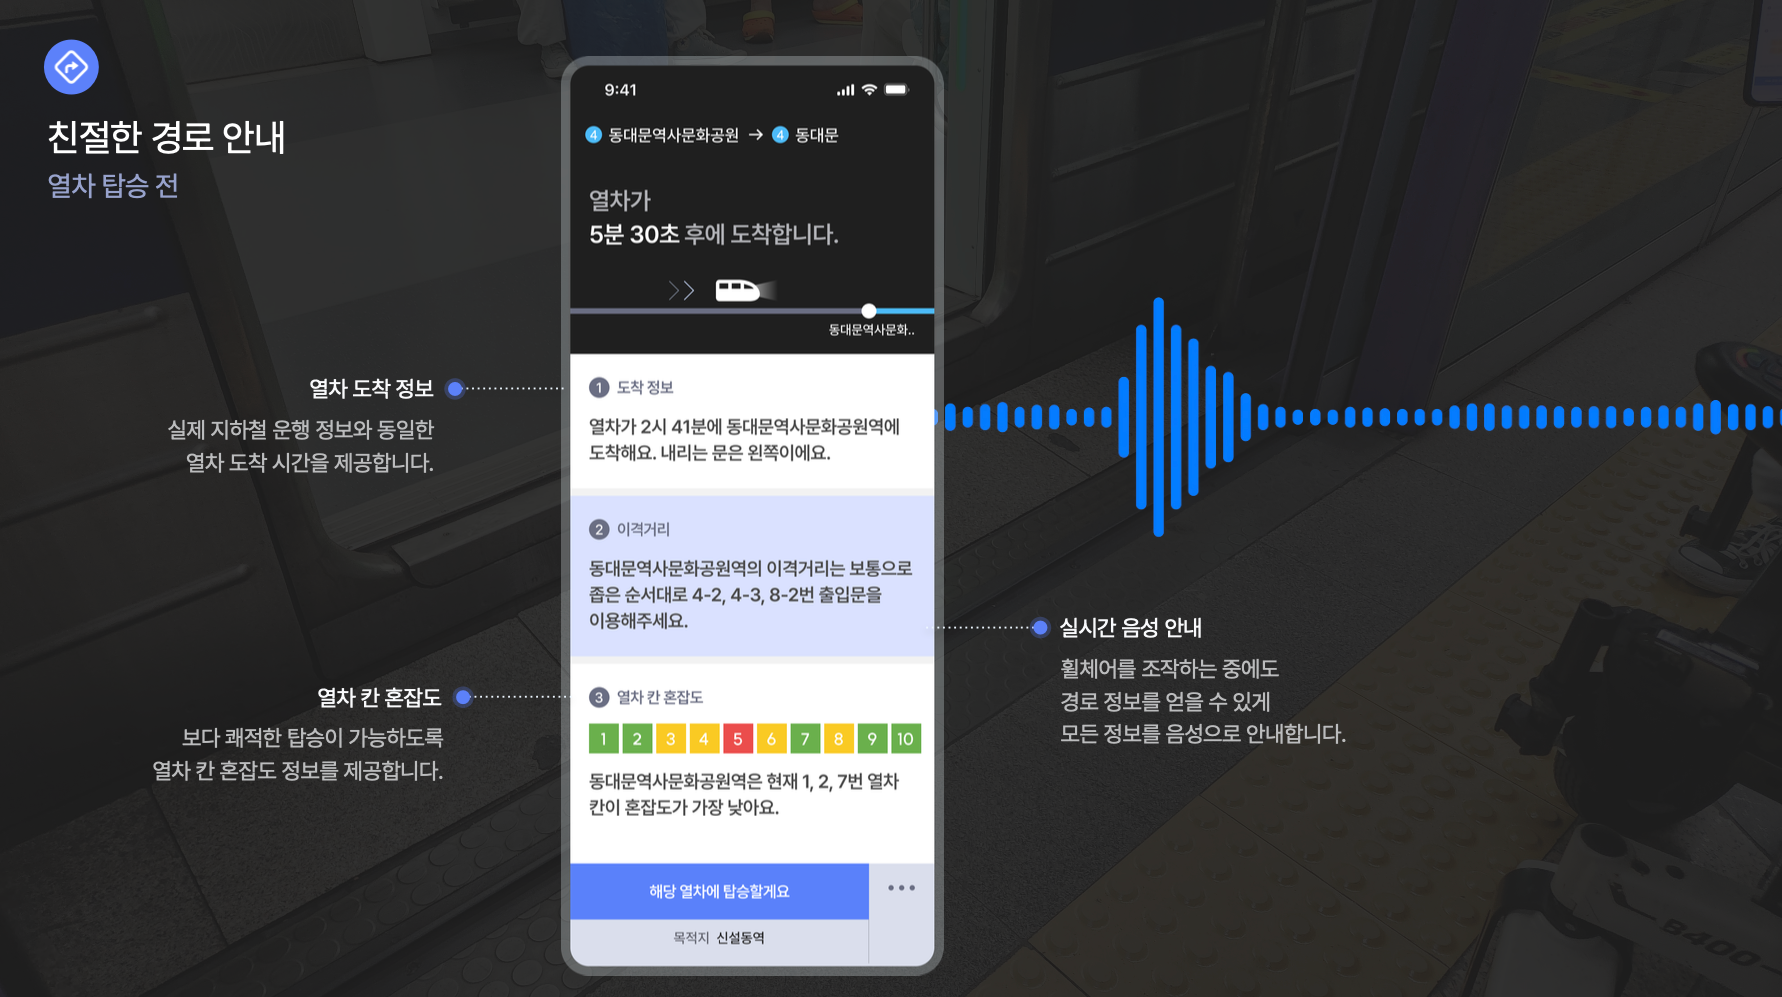 친절한 경로 안내
열차 탑승 전
9:41
4 동대문역사문화공원 → 4 동대문
열차가
5분 30초 후에 도착합니다.
동대문역사문화..
열차 도착 정보
실제 지하철 운행 정보와 동일한
열차 도착 시간을 제공합니다.
1 도착 정보
열차가 2시 41분에 동대문역사문화공원역에
도착해요. 내리는 문은 왼쪽이에요.
2 이격거리
동대문역사문화공원역의 이격거리는 보통으로
좁은 순서대로 4-2, 4-3, 8-2번 출입문을
이용해주세요.
실시간 음성 안내
휠체어를 조작하는 중에도
경로 정보를 얻을 수 있게
모든 정보를 음성으로 안내합니다.
열차 칸 혼잡도
보다 쾌적한 탑승이 가능하도록
열차 칸 혼잡도 정보를 제공합니다.
3 열차 칸 혼잡도
1 2 3 4 5 6 7 8 9 10
동대문역사문화공원역은 현재 1, 2, 7번 열차
칸이 혼잡도가 가장 낮아요.
해당 열차에 탑승할게요
목적지 신설동역
B400